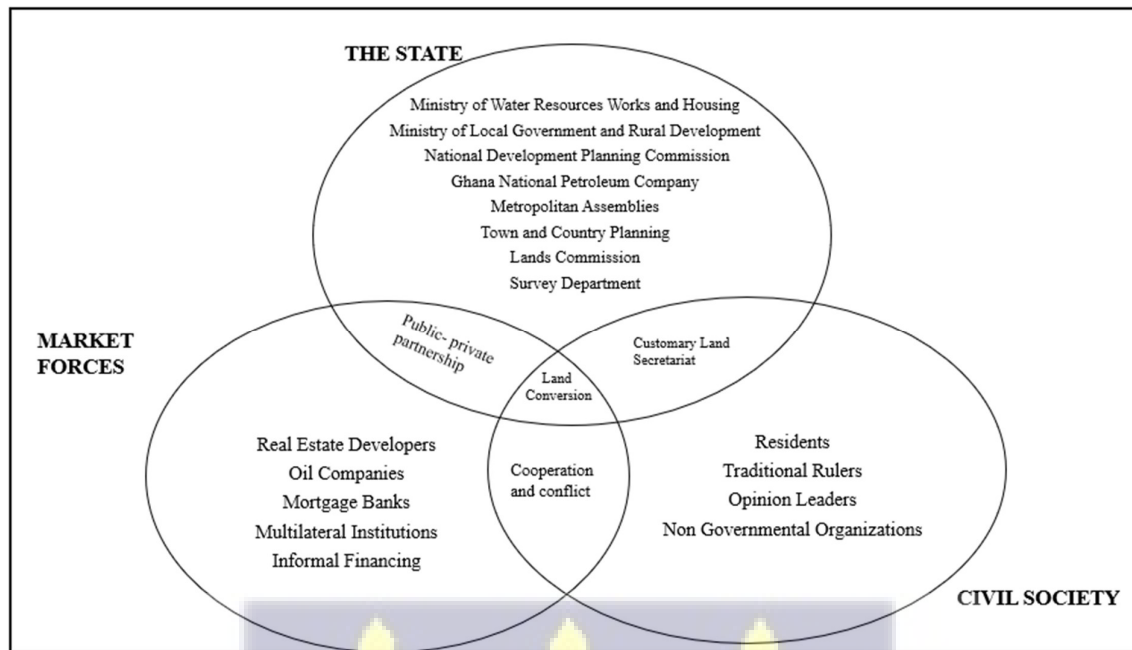 THE STATE
Ministry of Water Resources Works and Housing
Ministry of Local Government and Rural Development
National Development Planning Commission
Ghana National Petroleum Company
Metropolitan Assemblies
Town and Country Planning
Lands Commission
Survey Department
MARKET
FORCES
Public- private
partnership
Customary Land
Secretariat
Land
Conversion
Real Estate Developers
Oil Companies
Mortgage Banks
Multilateral Institutions
Informal Financing
Cooperation
and conflict
Residents
Traditional Rulers
Opinion Leaders
Non Governmental Organizations
CIVIL SOCIETY